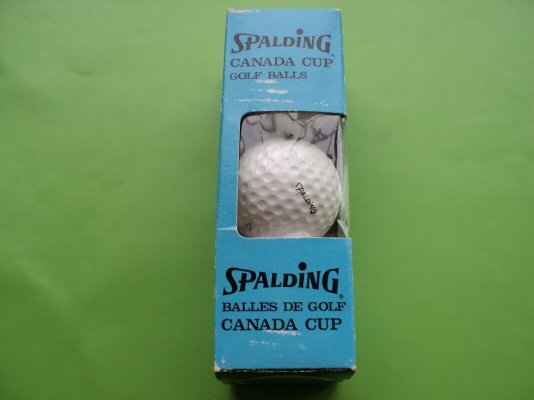 SPALDING®
CANADA CUP
GOLF BALLS
SPALDING
SPALDING®
BALLES DE GOLF
CANADA CUP